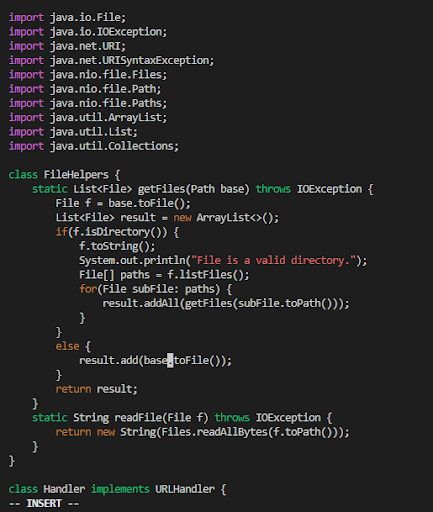 import java.io.File;
import java.io.IOException;
import java.net.URI;
import java.net.URISyntaxException;
import java.nio.file.Files;
import java.nio.file.Path;
import java.nio.file.Paths;
import java.util.ArrayList;
import java.util.List;
import java.util.Collections;

class FileHelpers {
    static List<File> getFiles(Path base) throws IOException {
        File f = base.toFile();
        List<File> result = new ArrayList<>();
        if(f.isDirectory()) {
            f.toString();
            System.out.println("File is a valid directory.");
            File[] paths = f.listFiles();
            for(File subFile: paths) {
                result.addAll(getFiles(subFile.toPath()));
            }
        }
        else {
            result.add(base.toFile());
        }
        return result;
    }
    static String readFile(File f) throws IOException {
        return new String(Files.readAllBytes(f.toPath()));
    }
}

class Handler implements URLHandler {
-- INSERT --